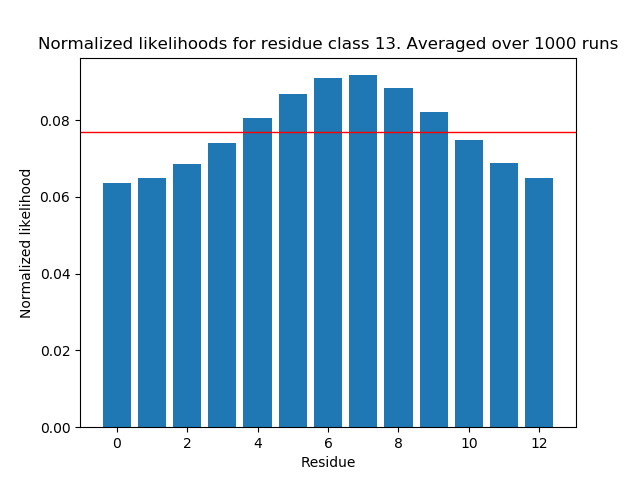 Normalized likelihoods for residue class 13. Averaged over 1000 runs
Normalized likelihood
0.08
0.06
0.04
0.02
0.00
0 2 4 6 8 10 12
Residue